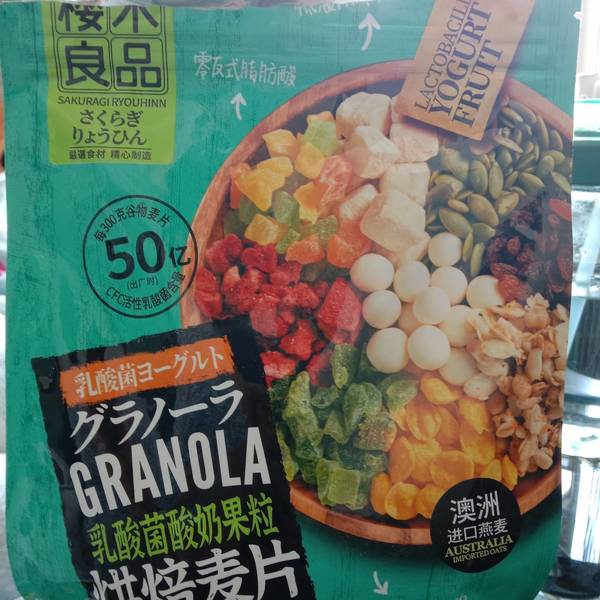 樱木
良品
SAKURAGI RYOUHINN
さくらぎ
りょうひん
嚴選食材 精心制造
零反式脂肪酸
LACTOBACILLI
YOGURT
FRUIT
每300克谷物麦片
50亿
(出厂时)
CFC活性乳酸菌含量
乳酸菌ヨーグルト
グラノーラ
GRANOLA
乳酸菌酸奶果粒
烘焙麦片
澳洲
进口燕麦
AUSTRALIA
IMPORTED OATS